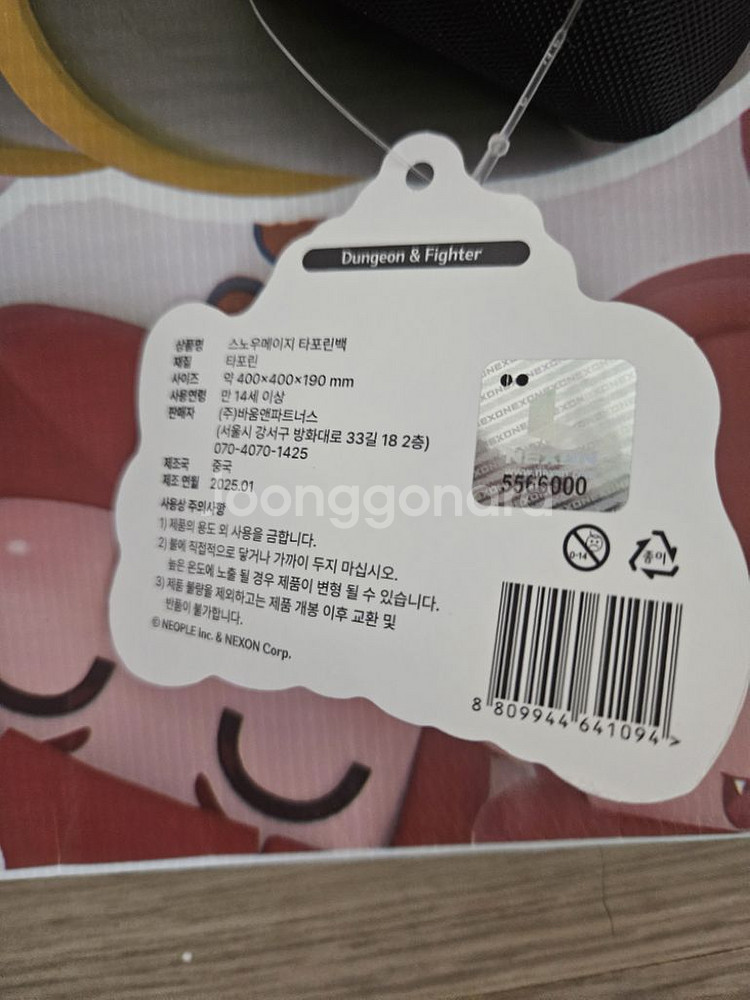 Dungeon & Fighter
상품명 스노우메이지 타포린백
재질 타포린
사이즈 약 400×400×190 mm
사용연령 만 14세 이상
판매자 (주)바움앤파트너스
(서울시 강서구 방화대로 33길 18 2층)
070-4070-1425
제조국 중국
제조 연월 2025.01
사용상 주의사항
1) 제품의 용도 외 사용을 금합니다.
2) 불에 직접적으로 닿거나 가까이 두지 마십시오.
높은 온도에 노출 될 경우 제품이 변형 될 수 있습니다.
3) 제품 불량을 제외하고는 제품 개봉 이후 교환 및
반품이 불가합니다.
© NEOPLE Inc. & NEXON Corp.
NEXON
5566000
0-14
종이
8 809944 641094 >
joonggonara